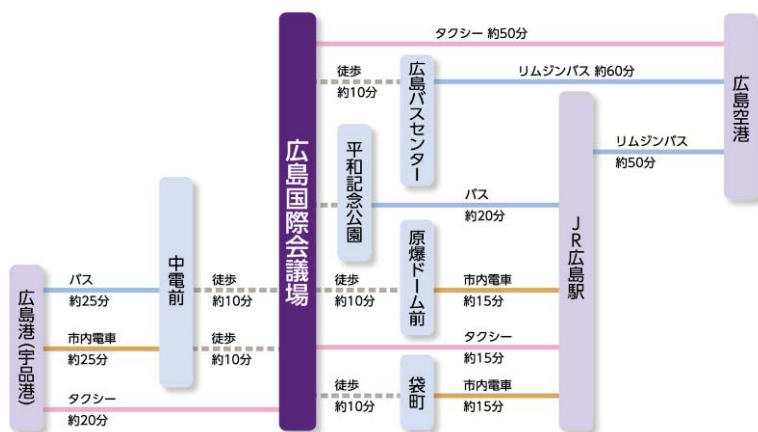 タクシー 約50分
徒歩
約10分
広島バスセンター
リムジンバス 約60分
広島空港
リムジンバス
約50分
広島国際会議場
平和記念公園
バス
約20分
JR広島駅
中電前
原爆ドーム前
広島港(宇品港)
バス
約25分
徒歩
約10分
徒歩
約10分
市内電車
約15分
市内電車
約25分
徒歩
約10分
タクシー
約15分
タクシー
約20分
徒歩
約10分
袋町
市内電車
約15分